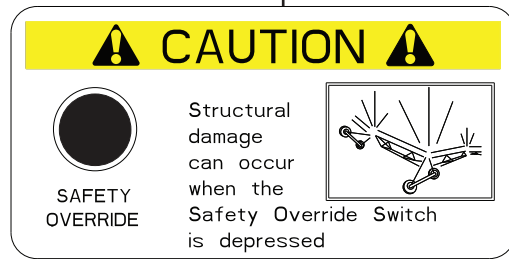 CAUTION
SAFETY
OVERRIDE
Structural
damage
can occur
when the
Safety Override Switch
is depressed